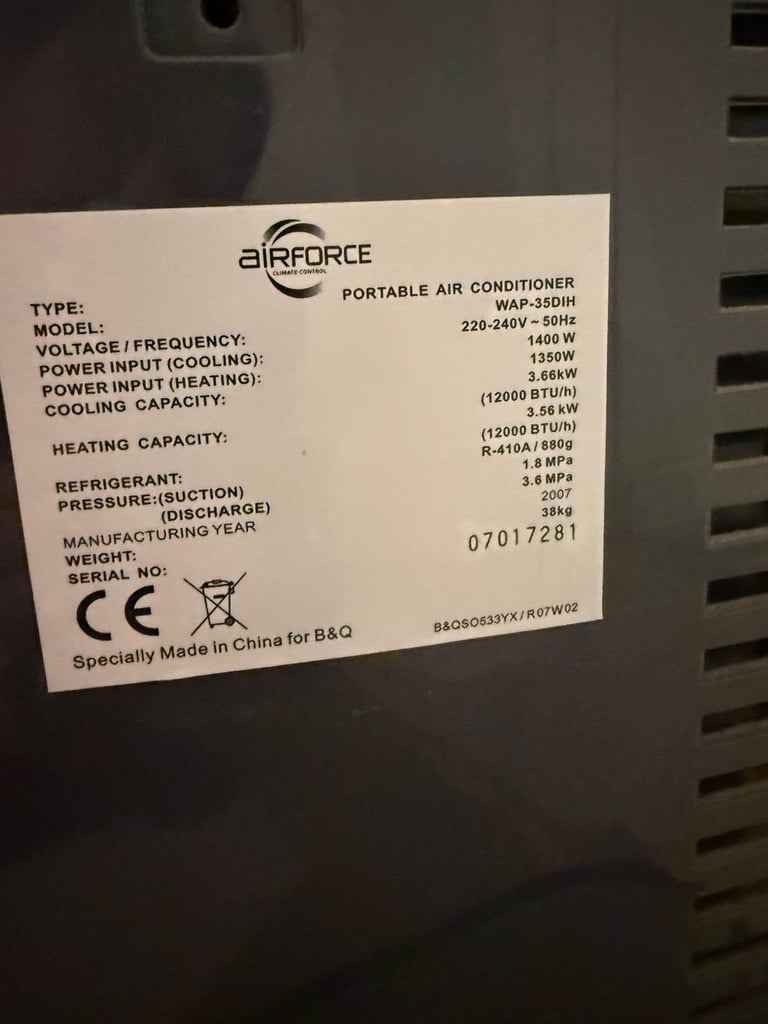 aiRFORCE
CLIMATE CONTROL
TYPE: PORTABLE AIR CONDITIONER
MODEL: WAP-35DIH
VOLTAGE / FREQUENCY: 220-240V ~ 50Hz
POWER INPUT (COOLING): 1400 W
POWER INPUT (HEATING): 1350W
COOLING CAPACITY: 3.66kW
(12000 BTU/h)
HEATING CAPACITY: 3.56 kW
(12000 BTU/h)
REFRIGERANT: R-410A / 880g
PRESSURE:(SUCTION) 1.8 MPa
(DISCHARGE) 3.6 MPa
MANUFACTURING YEAR 2007
WEIGHT: 38kg
SERIAL NO: 07017281
CE
B&QSO533YX / R07W02
Specially Made in China for B&Q